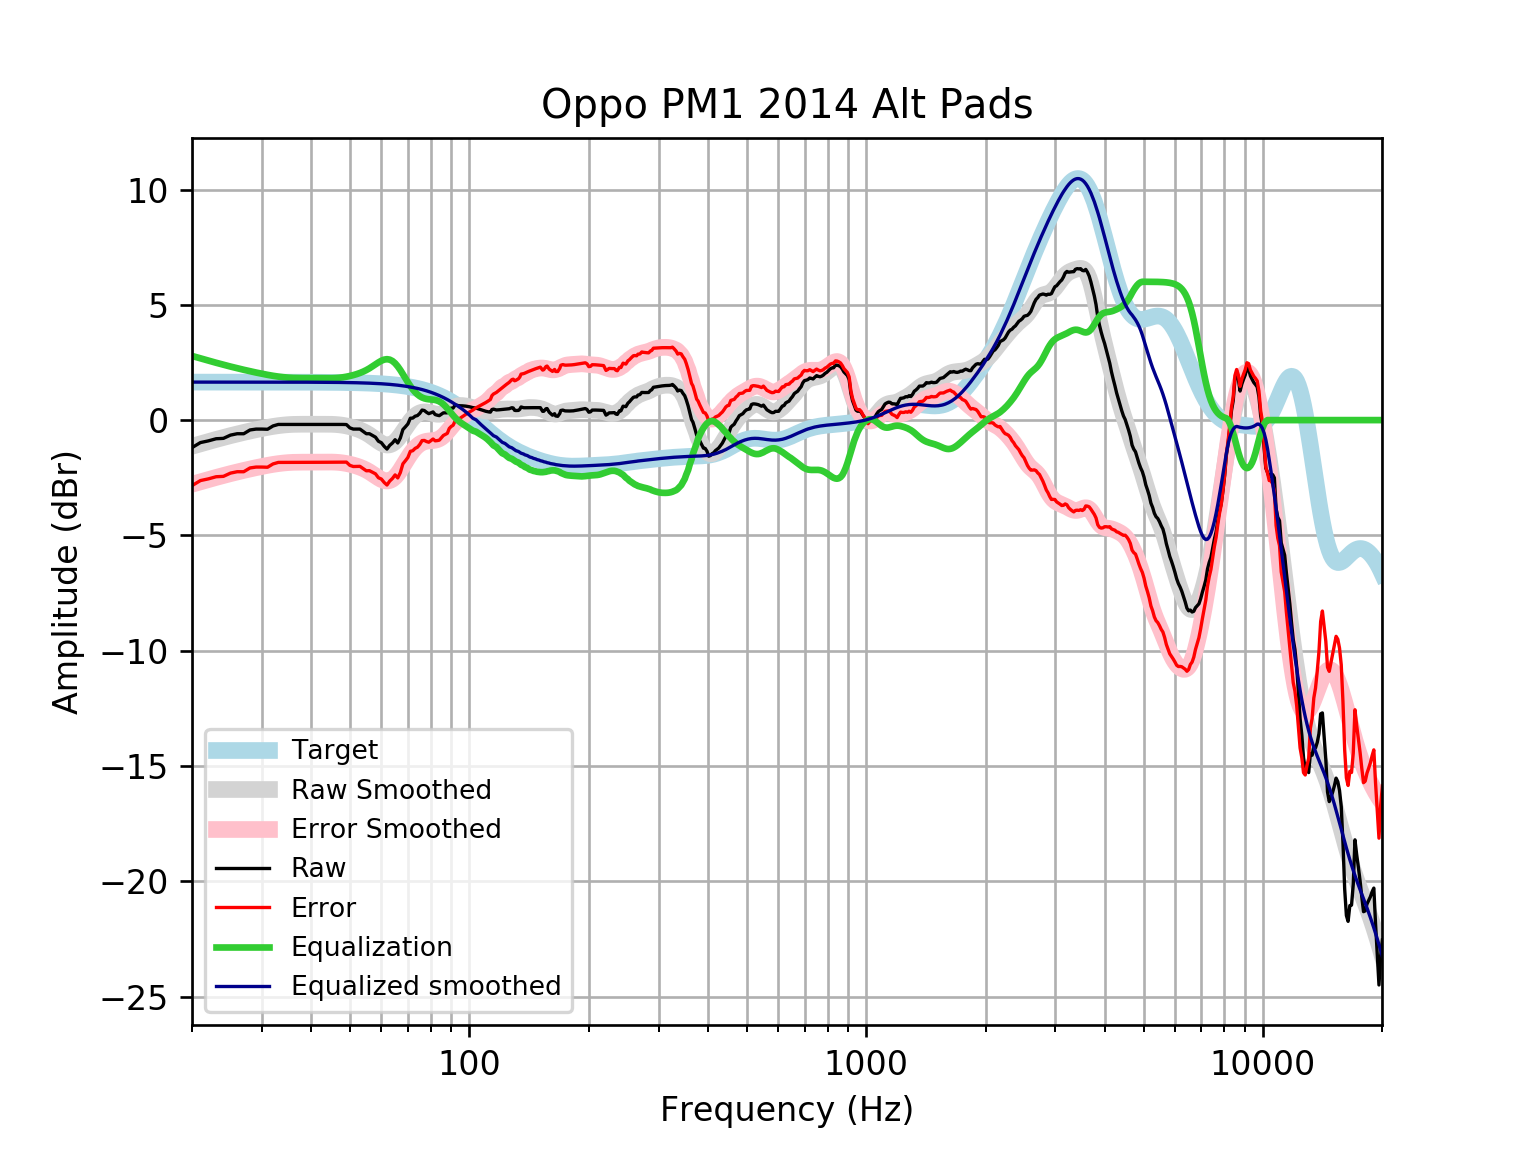 Oppo PM1 2014 Alt Pads
10
5
0
−5
−10
−15
−20
−25
Amplitude (dBr)
Target
Raw Smoothed
Error Smoothed
Raw
Error
Equalization
Equalized smoothed
100
1000
10000
Frequency (Hz)